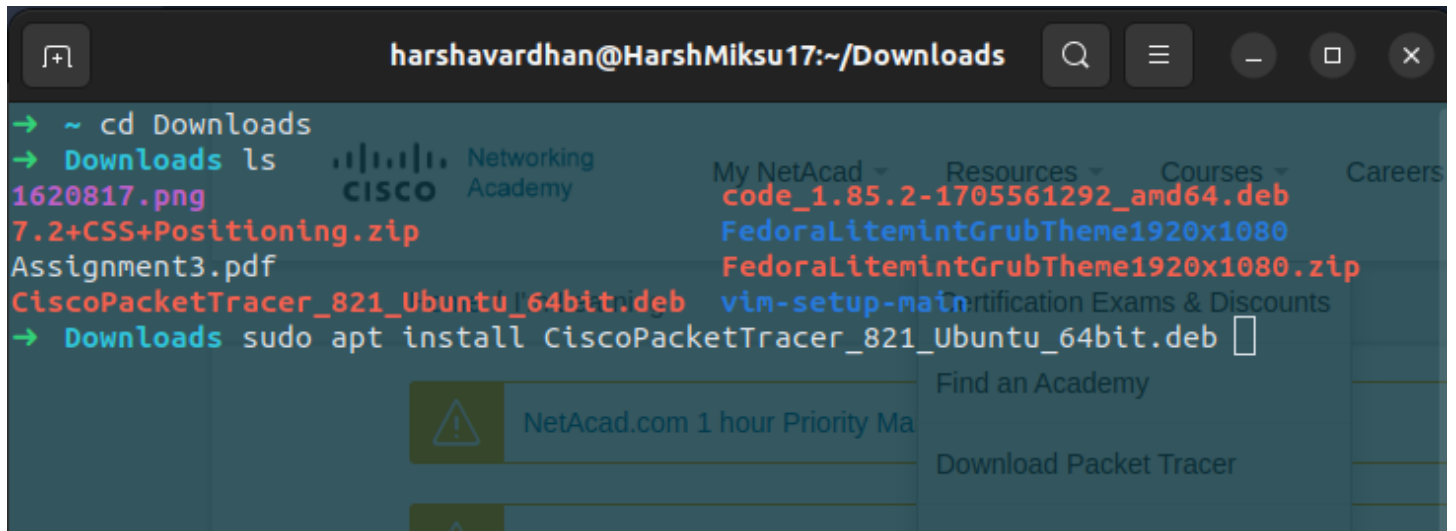 harshavardhan@HarshMiksu17:~/Downloads
→ ~ cd Downloads
→ Downloads ls
Networking
CISCO Academy
My NetAcad Resources Courses Careers
1620817.png code_1.85.2-1705561292_amd64.deb
7.2+CSS+Positioning.zip FedoraLitemintGrubTheme1920x1080
Assignment3.pdf FedoraLitemintGrubTheme1920x1080.zip
CiscoPacketTracer_821_Ubuntu_64bit.deb vim-setup-main
Certification Exams & Discounts
→ Downloads sudo apt install CiscoPacketTracer_821_Ubuntu_64bit.deb
Find an Academy
NetAcad.com 1 hour Priority Ma
Download Packet Tracer